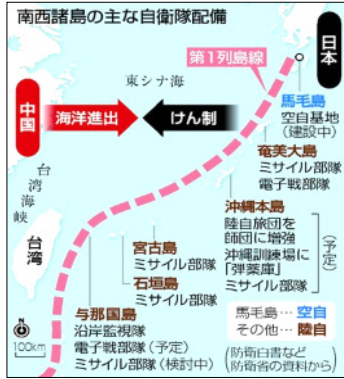 南西諸島の主な自衛隊配備
日本
第1列島線
東シナ海
中国
海洋進出
けん制
馬毛島
空自基地
(建設中)
奄美大島
ミサイル部隊
電子戦部隊
沖縄本島
陸自旅団を
師団に増強
沖縄訓練場に
「弾薬庫」
ミサイル部隊
(予定)
台湾海峡
台湾
宮古島
ミサイル部隊
石垣島
ミサイル部隊
与那国島
沿岸監視隊
電子戦部隊(予定)
ミサイル部隊(検討中)
N
100km
馬毛島…空自
その他…陸自
(防衛白書など
防衛省の資料から)